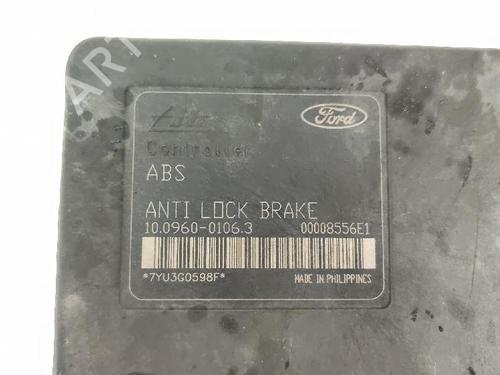 Ate
Ford
Controller
ABS
ANTI LOCK BRAKE
10.0960-0106.3 00008556E1
*7YU3G0598F* MADE IN PHILIPPINES